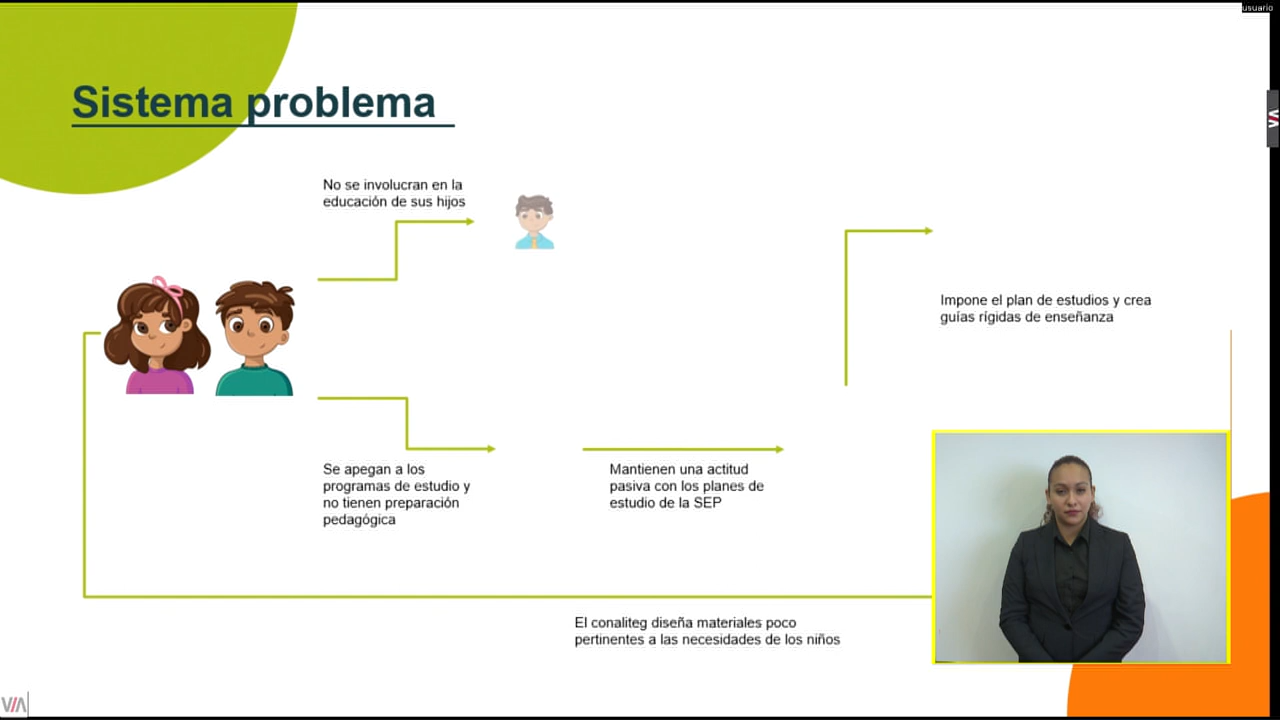 usuario
Sistema problema
No se involucran en la
educación de sus hijos
Impone el plan de estudios y crea
guías rígidas de enseñanza
Se apegan a los
programas de estudio y
no tienen preparación
pedagógica
Mantienen una actitud
pasiva con los planes de
estudio de la SEP
El conaliteg diseña materiales poco
pertinentes a las necesidades de los niños
VIA